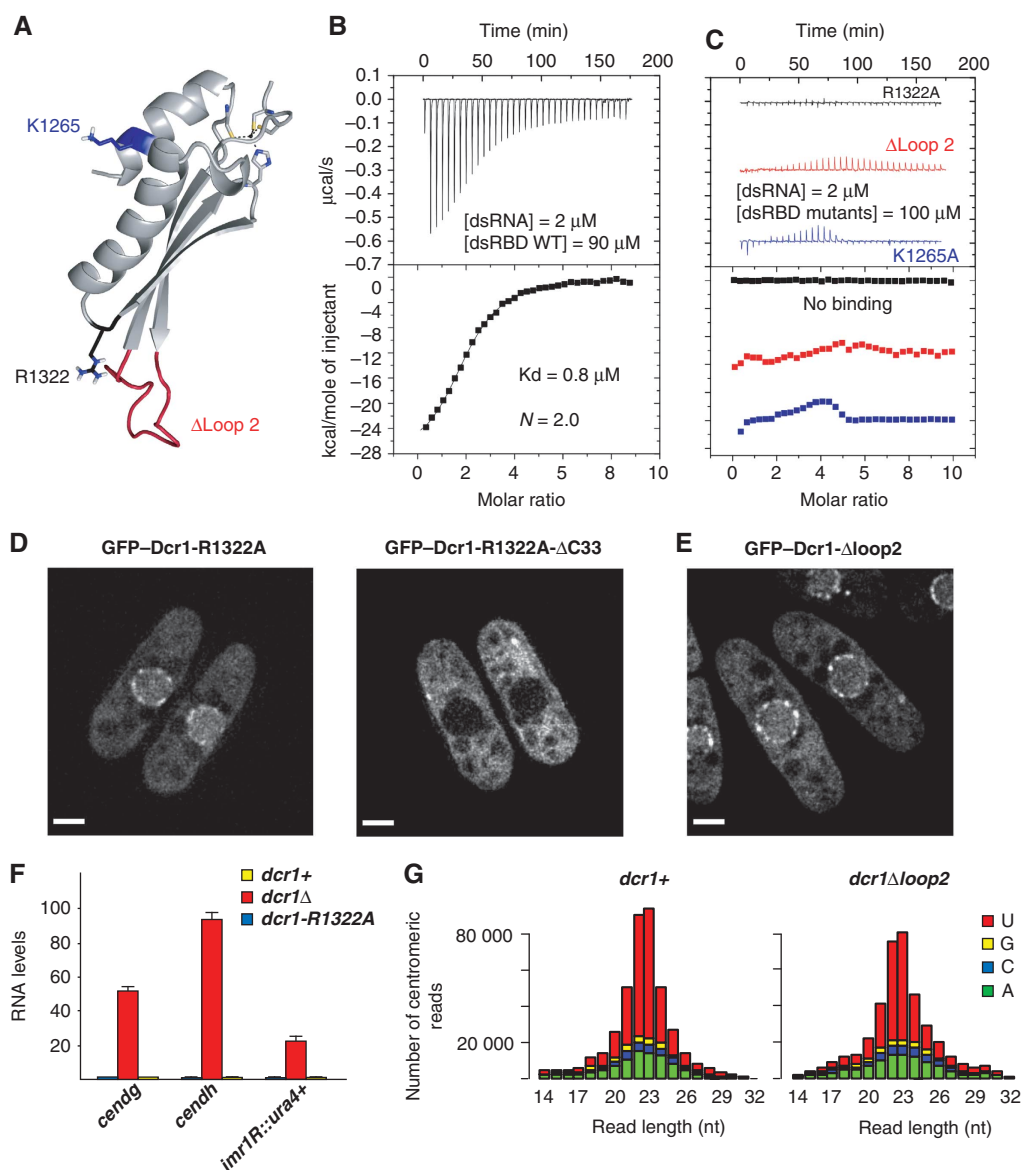 A
K1265
R1322
ΔLoop 2
B
Time (min)
0 50 100 150 200
0.1
0.0
−0.1
−0.2
−0.3
−0.4
−0.5
−0.6
−0.7
µcal/s
[dsRNA] = 2 µM
[dsRBD WT] = 90 µM
0
−4
−8
−12
−16
−20
−24
−28
kcal/mole of injectant
Kd = 0.8 µM
N = 2.0
0 2 4 6 8 10
Molar ratio
C
Time (min)
0 50 100 150 200
R1322A
ΔLoop 2
[dsRNA] = 2 µM
[dsRBD mutants] = 100 µM
K1265A
No binding
0 2 4 6 8 10
Molar ratio
D
GFP–Dcr1-R1322A
GFP–Dcr1-R1322A-ΔC33
E
GFP–Dcr1-Δloop2
F
RNA levels
100
80
60
40
20
dcr1+
dcr1Δ
dcr1-R1322A
cendg
cendh
imr1R::ura4+
G
dcr1+
dcr1Δloop2
Number of centromeric
reads
80 000
20 000
U
G
C
A
14 17 20 23 26 29 32
Read length (nt)
14 17 20 23 26 29 32
Read length (nt)